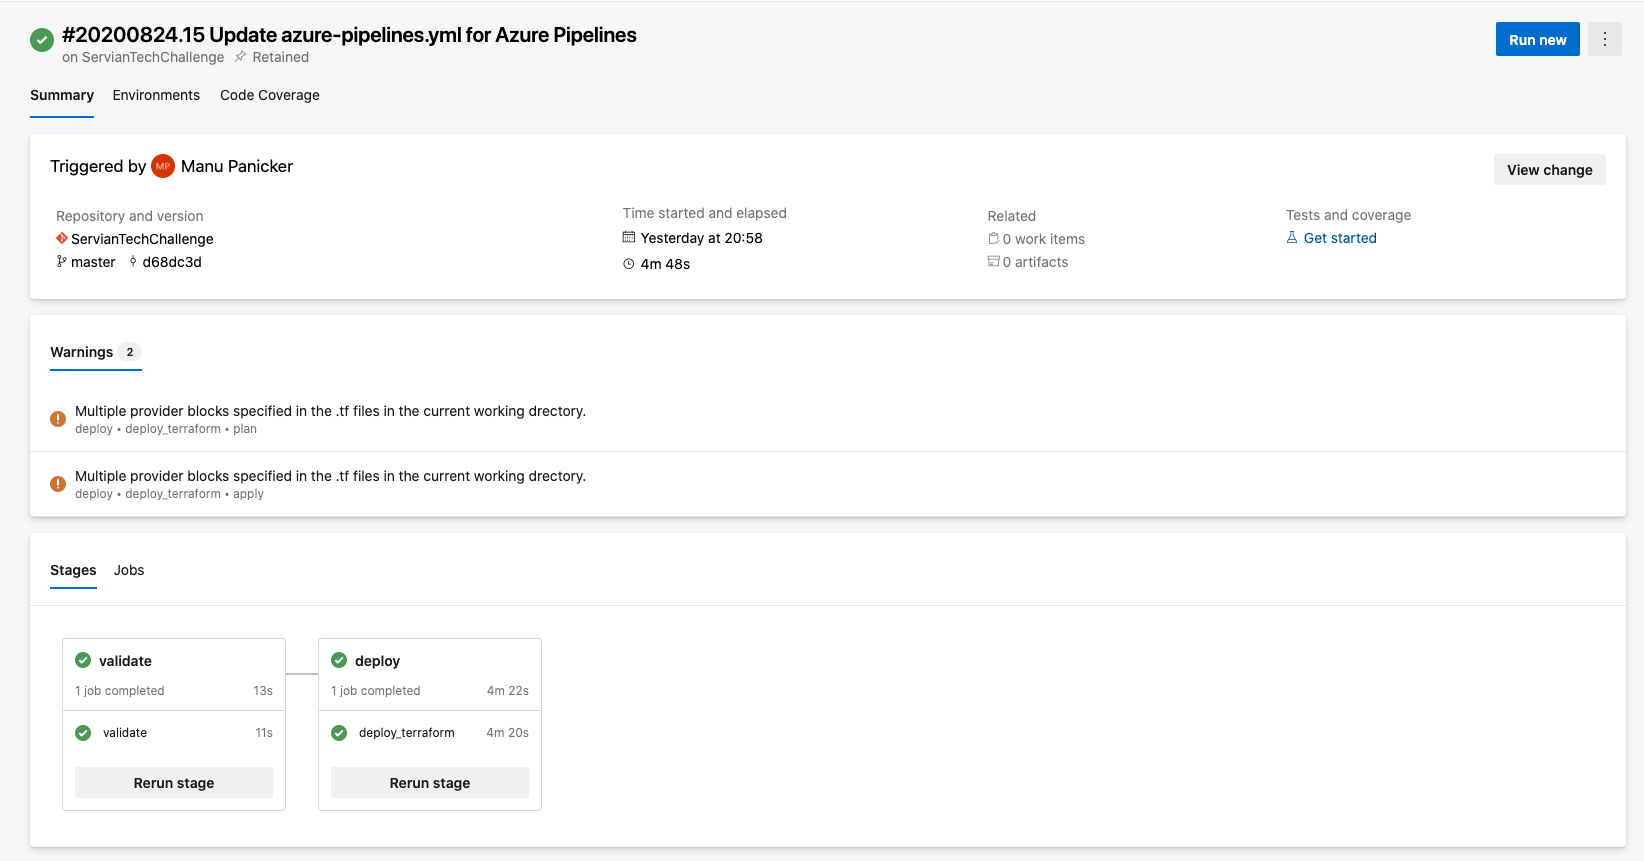 #20200824.15 Update azure-pipelines.yml for Azure Pipelines
on ServianTechChallenge Retained
Run new
Summary Environments Code Coverage
Triggered by MP Manu Panicker
View change
Repository and version
ServianTechChallenge
master d68dc3d
Time started and elapsed
Yesterday at 20:58
4m 48s
Related
0 work items
0 artifacts
Tests and coverage
Get started
Warnings 2
Multiple provider blocks specified in the .tf files in the current working drectory.
deploy • deploy_terraform • plan
Multiple provider blocks specified in the .tf files in the current working drectory.
deploy • deploy_terraform • apply
Stages Jobs
validate
1 job completed 13s
validate 11s
Rerun stage
deploy
1 job completed 4m 22s
deploy_terraform 4m 20s
Rerun stage